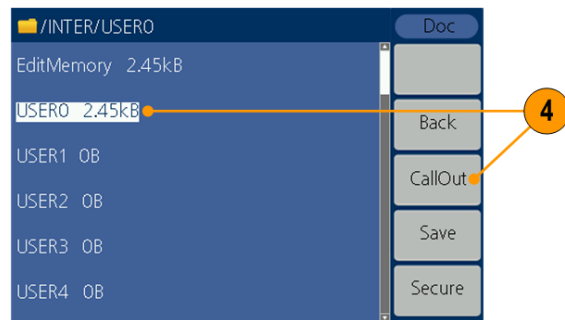 /INTER/USER0
Doc
EditMemory 2.45kB
USER0 2.45kB
4
Back
USER1 0B
CallOut
USER2 0B
Save
USER3 0B
USER4 0B
Secure